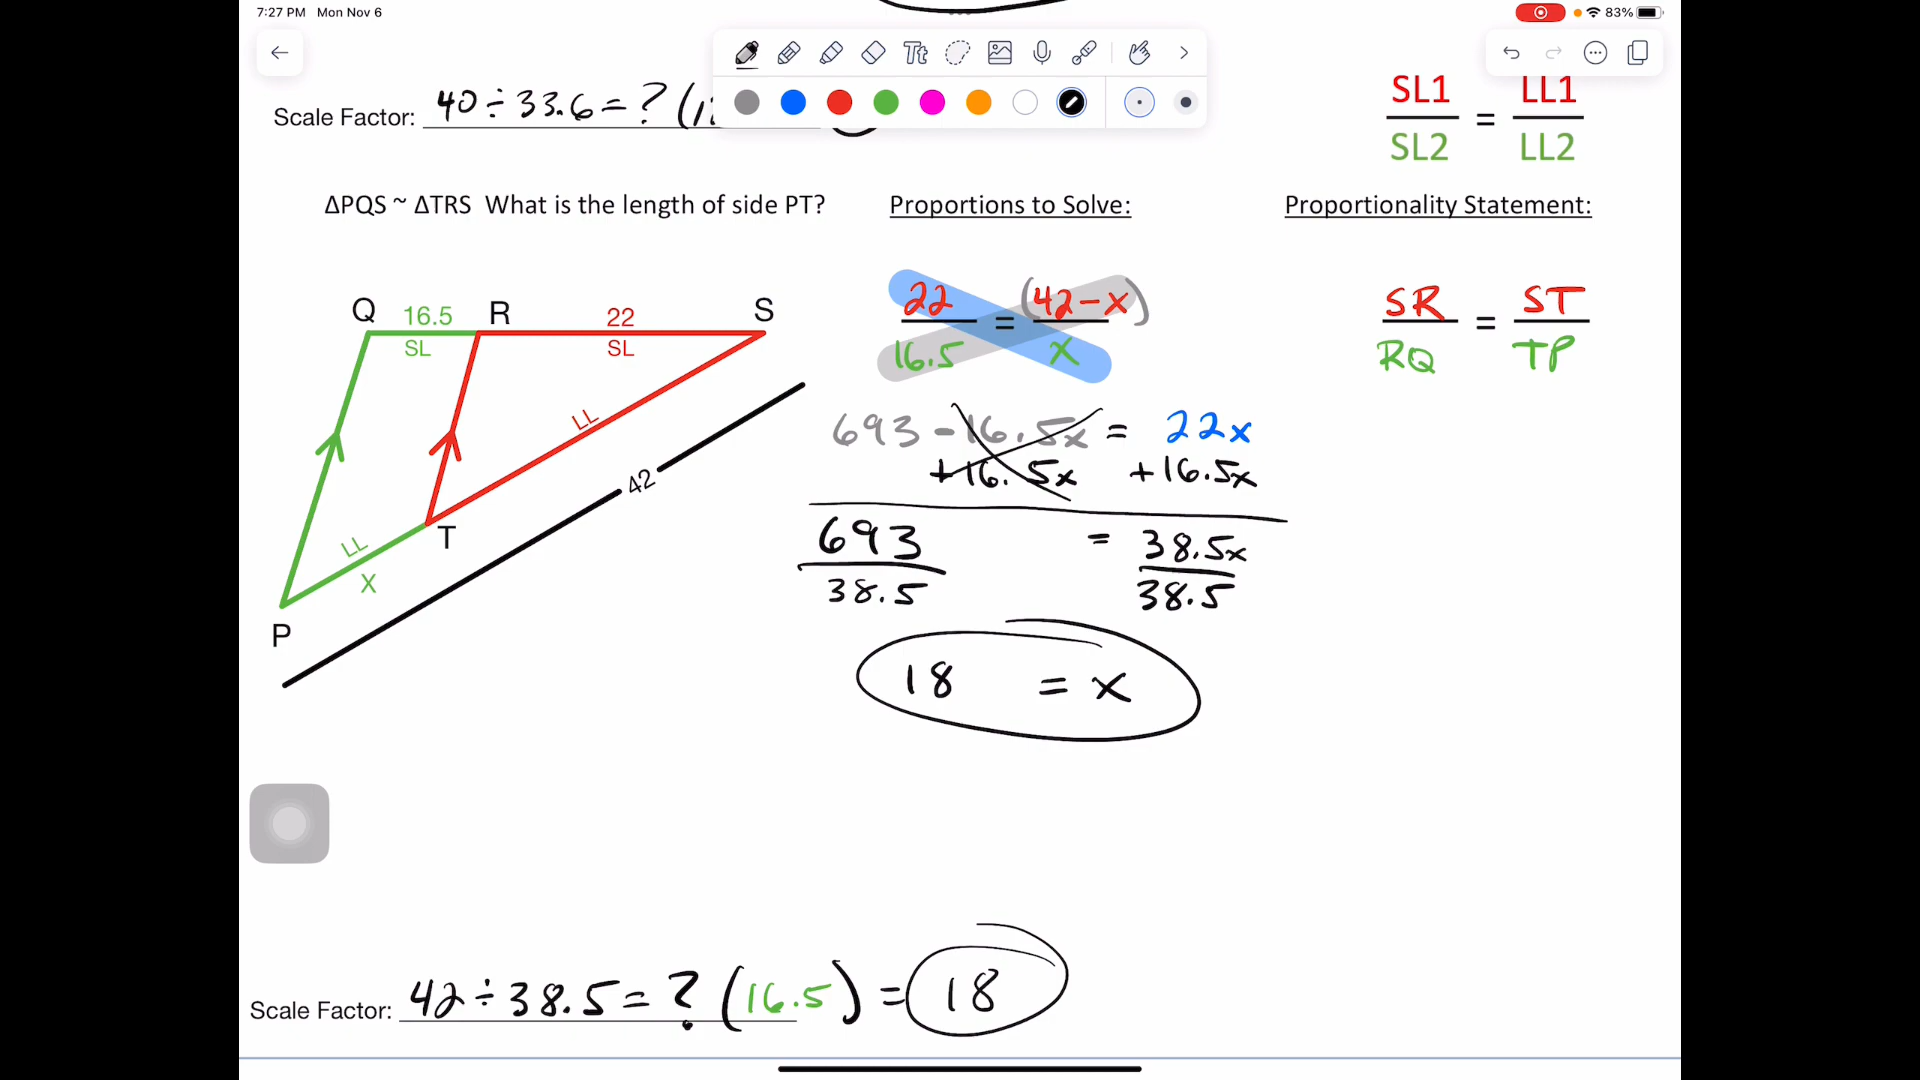 7:27 PM Mon Nov 6
83%
Tt
Scale Factor: 40 ÷ 33.6 = ? (
SL1 = LL1
SL2 LL2
ΔPQS ~ ΔTRS What is the length of side PT?
Proportions to Solve:
Proportionality Statement:
Q 16.5 R 22 S
SL SL
LL
42
T
LL
X
P
22 = (42 - x)
16.5 x
693 - 16.5x = 22x
+16.5x +16.5x
693 = 38.5x
38.5 38.5
18 = x
SR = ST
RQ TP
Scale Factor: 42 ÷ 38.5 = ? (16.5) = 18